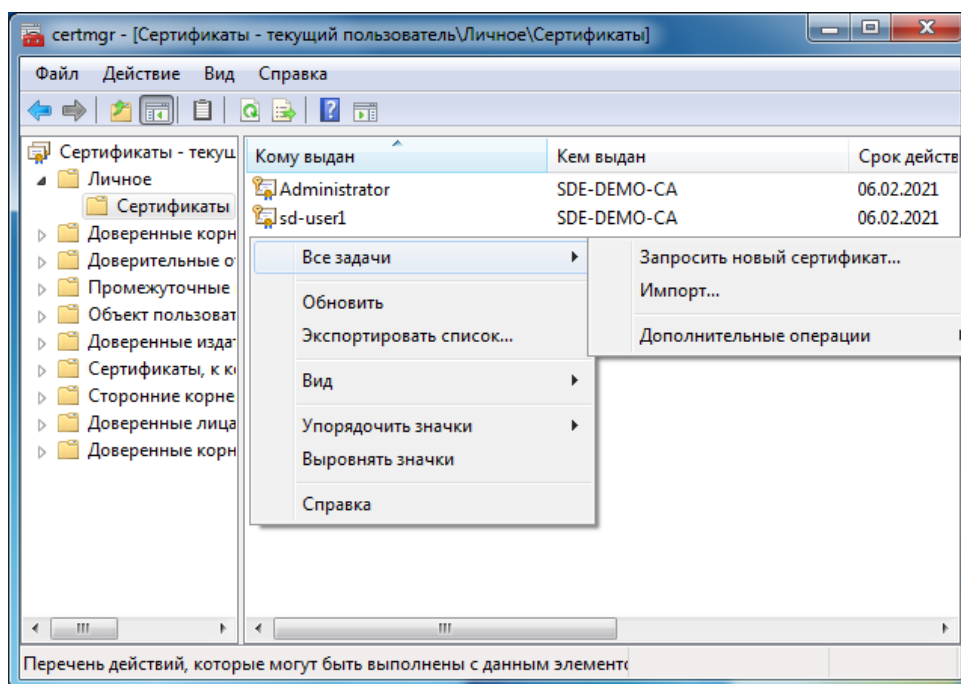 certmgr - [Сертификаты - текущий пользователь\Личное\Сертификаты]
Файл Действие Вид Справка
Сертификаты - текущ
Личное
Сертификаты
Доверенные корн
Доверительные о
Промежуточные
Объект пользоват
Доверенные изда
Сертификаты, к к
Сторонние корне
Доверенные лица
Доверенные корн
Кому выдан Кем выдан Срок действ
Administrator SDE-DEMO-CA 06.02.2021
sd-user1 SDE-DEMO-CA 06.02.2021
Все задачи
Обновить
Экспортировать список...
Вид
Упорядочить значки
Выровнять значки
Справка
Запросить новый сертификат...
Импорт...
Дополнительные операции
Перечень действий, которые могут быть выполнены с данным элементо